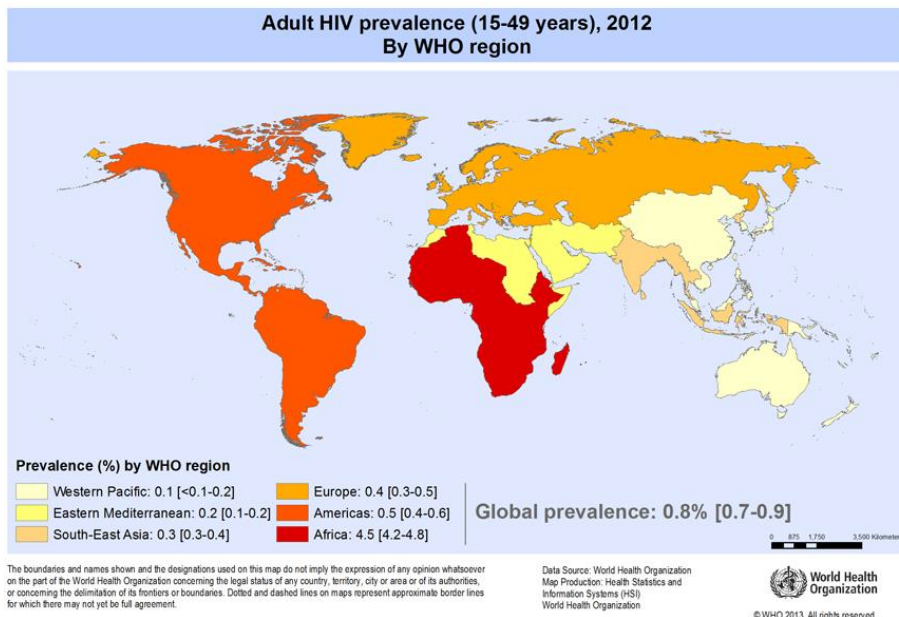 Adult HIV prevalence (15-49 years), 2012
By WHO region
Prevalence (%) by WHO region
Western Pacific: 0.1 [<0.1-0.2]
Eastern Mediterranean: 0.2 [0.1-0.2]
South-East Asia: 0.3 [0.3-0.4]
Europe: 0.4 [0.3-0.5]
Americas: 0.5 [0.4-0.6]
Africa: 4.5 [4.2-4.8]
Global prevalence: 0.8% [0.7-0.9]
0 875 1,750 3,500 Kilometer
The boundaries and names shown and the designations used on this map do not imply the expression of any opinion whatsoever
on the part of the World Health Organization concerning the legal status of any country, territory, city or area or of its authorities,
or concerning the delimitation of its frontiers or boundaries. Dotted and dashed lines on maps represent approximate border lines
for which there may not yet be full agreement.
Data Source: World Health Organization
Map Production: Health Statistics and
Information Systems (HSI)
World Health Organization
World Health
Organization
© WHO 2013. All rights reserved